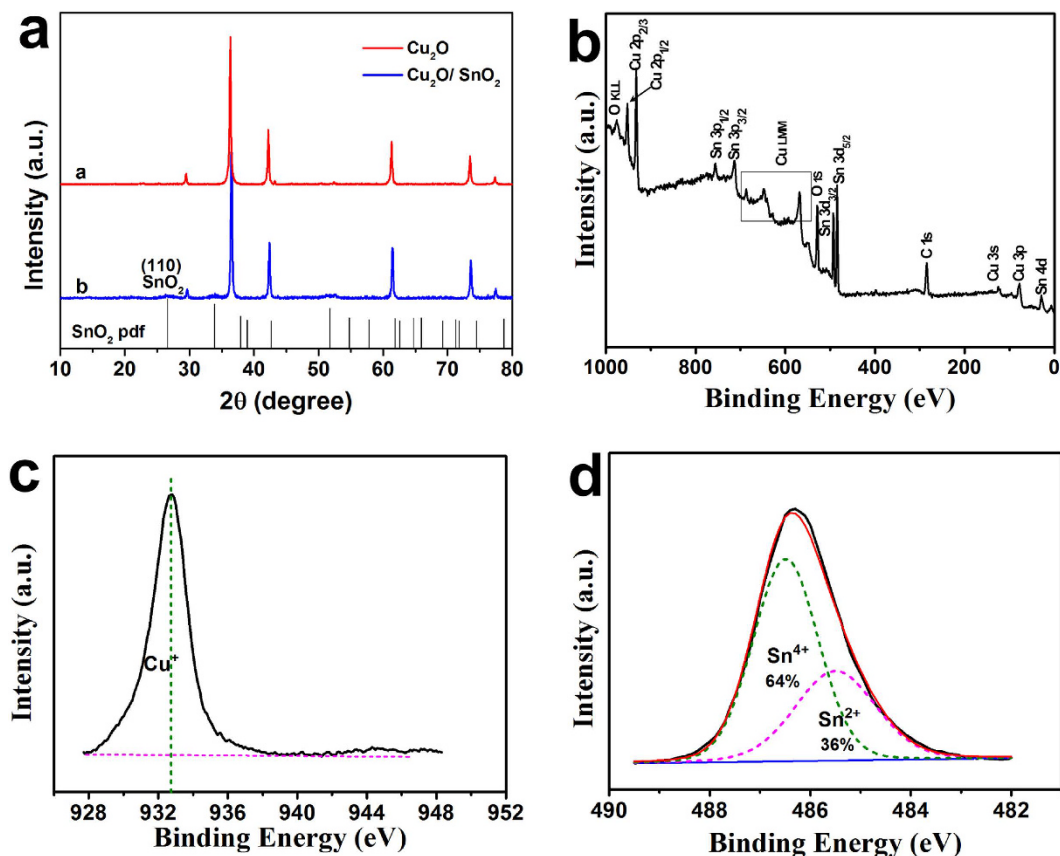 a
Cu₂O
Cu₂O/ SnO₂
a
(110)
SnO₂
b
SnO₂ pdf
Intensity (a.u.)
10 20 30 40 50 60 70 80
2θ (degree)
b
O KLL
Cu 2p₂/₃
Cu 2p₁/₂
Sn 3p₁/₂
Sn 3p₃/₂
Cu LMM
O 1s
Sn 3d₃/₂
Sn 3d₅/₂
C 1s
Cu 3s
Cu 3p
Sn 4d
Intensity (a.u.)
1000 800 600 400 200 0
Binding Energy (eV)
c
Cu⁺
Intensity (a.u.)
928 932 936 940 944 948 952
Binding Energy (eV)
d
Sn⁴⁺
64%
Sn²⁺
36%
Intensity (a.u.)
490 488 486 484 482
Binding Energy (eV)